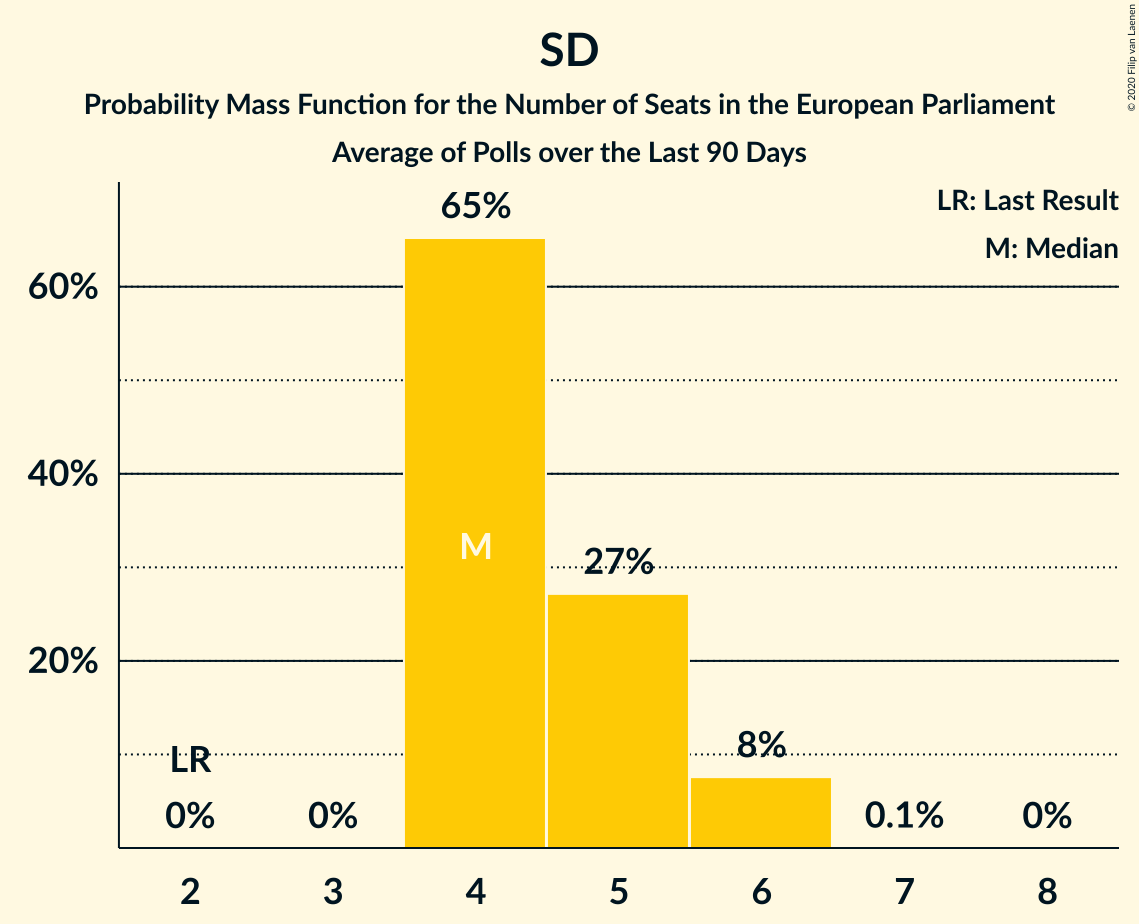 SD
Probability Mass Function for the Number of Seats in the European Parliament
Average of Polls over the Last 90 Days
© 2020 Filip van Laenen
LR: Last Result
M: Median
65%
60%
40%
M
27%
20%
8%
LR
0%
0%
0.1%
0%
2 3 4 5 6 7 8